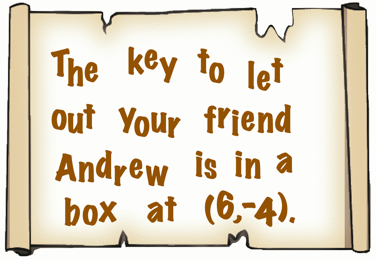 The key to let
out your friend
Andrew is in a
box at (6,-4).